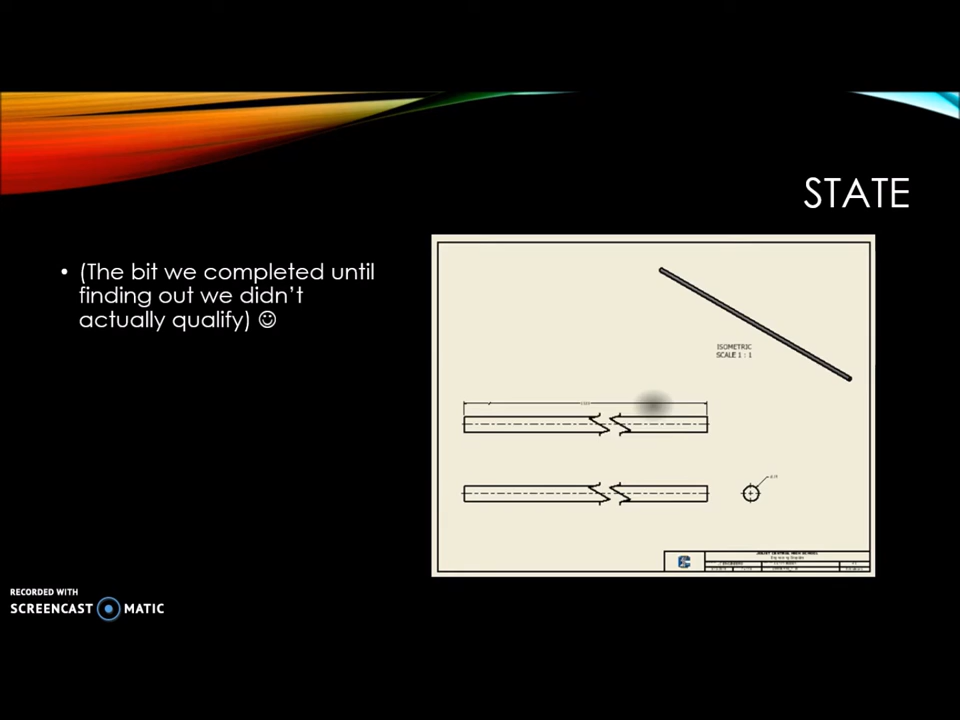 STATE
• (The bit we completed until
finding out we didn't
actually qualify) ☺
ISOMETRIC
SCALE 1 : 1
RECORDED WITH
SCREENCAST MATIC